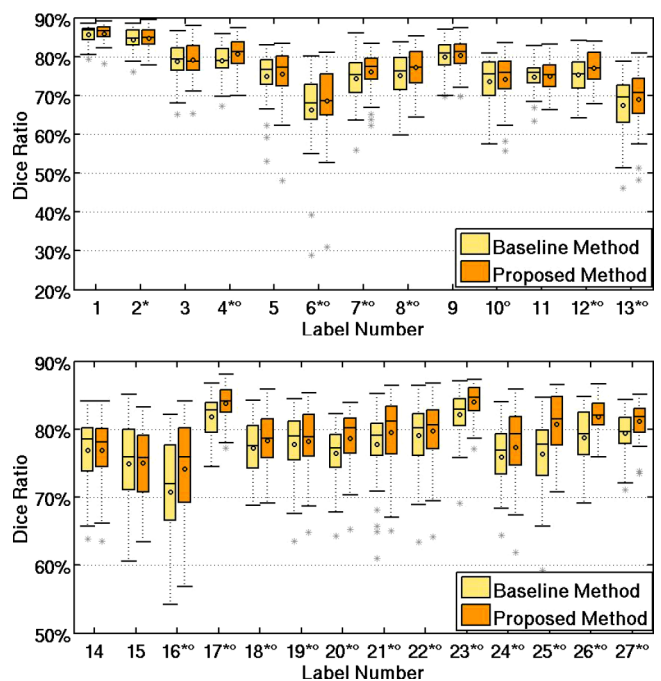 90%
80%
70%
60%
50%
40%
30%
20%
Dice Ratio
Baseline Method
Proposed Method
1 2* 3 4*° 5 6*° 7*° 8*° 9 10° 11 12*° 13*°
Label Number
90%
80%
70%
60%
50%
Dice Ratio
Baseline Method
Proposed Method
14 15 16*° 17*° 18*° 19*° 20*° 21*° 22*° 23*° 24*° 25*° 26*° 27*°
Label Number